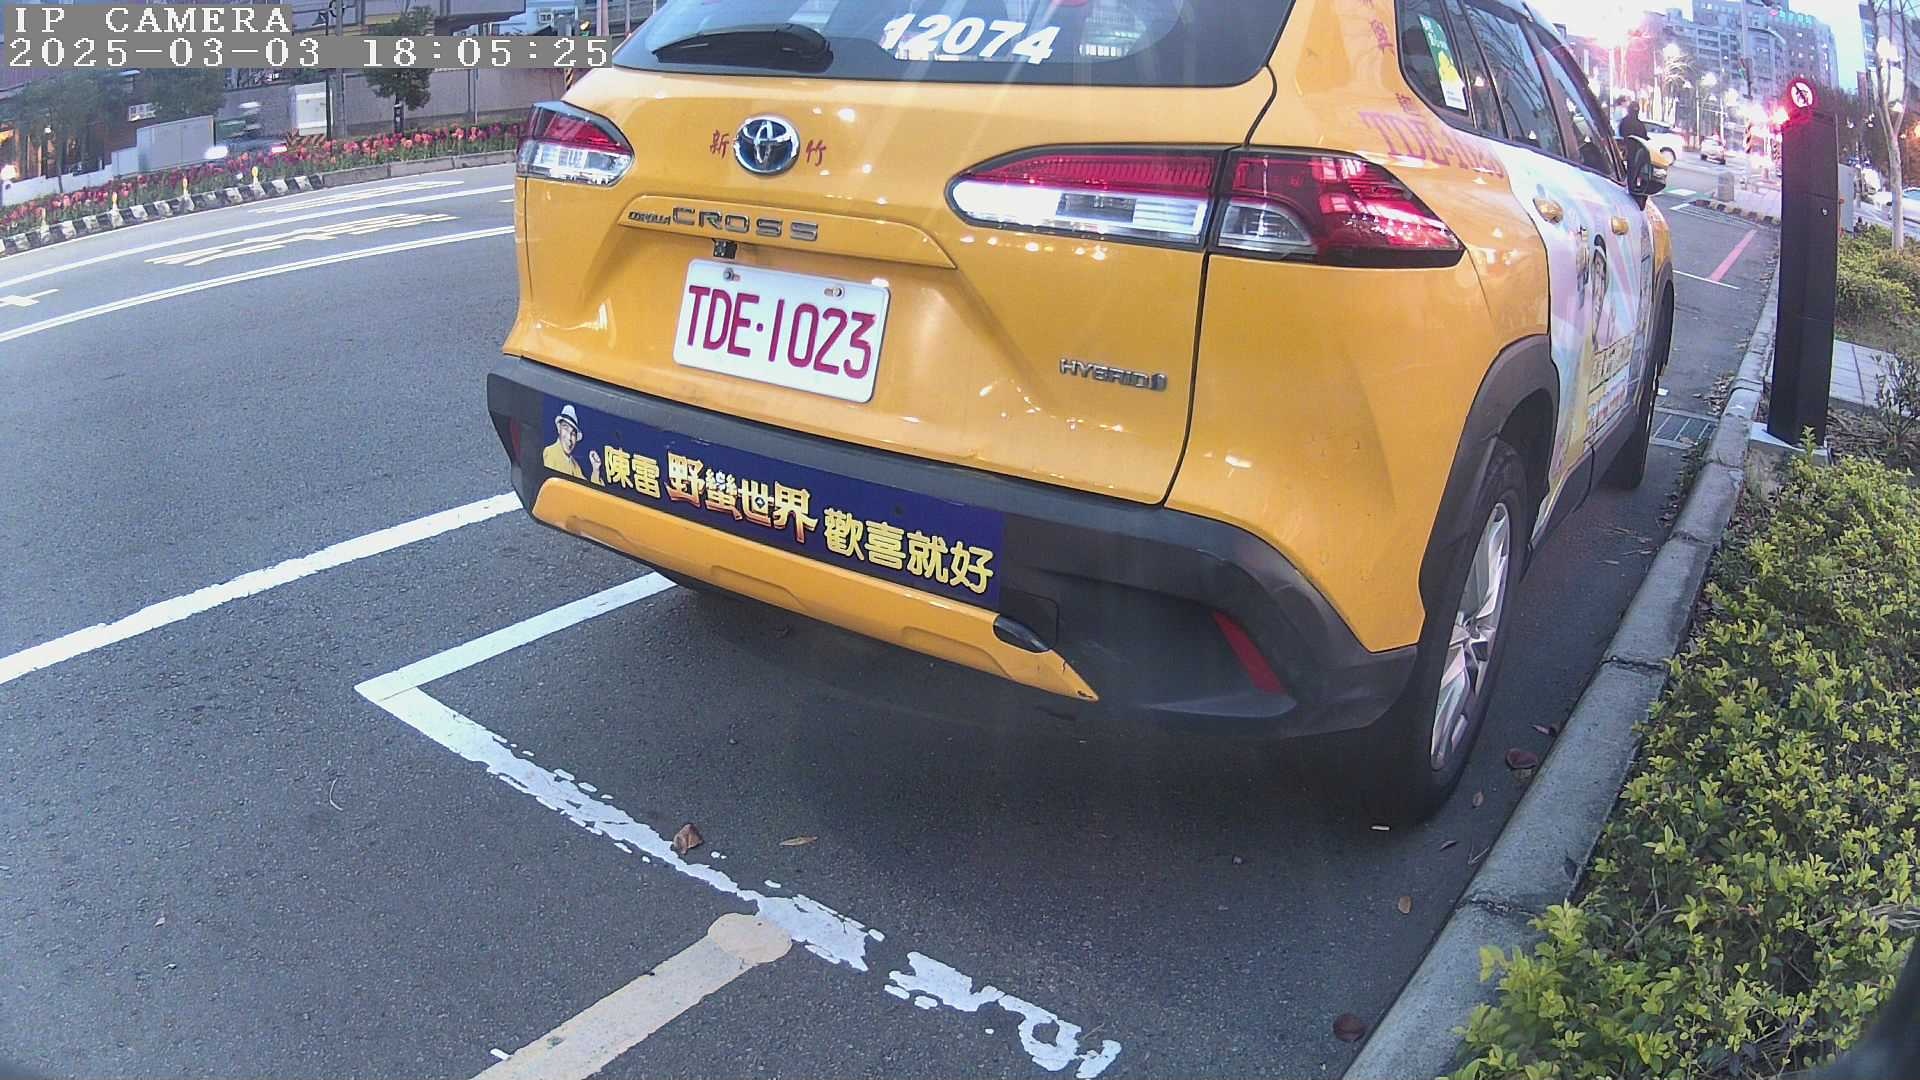 IP CAMERA
2025-03-03 18:05:25
12074
新 竹
COROLLA CROSS
TDE·1023
HYBRID
陳雷 野蠻世界 歡喜就好